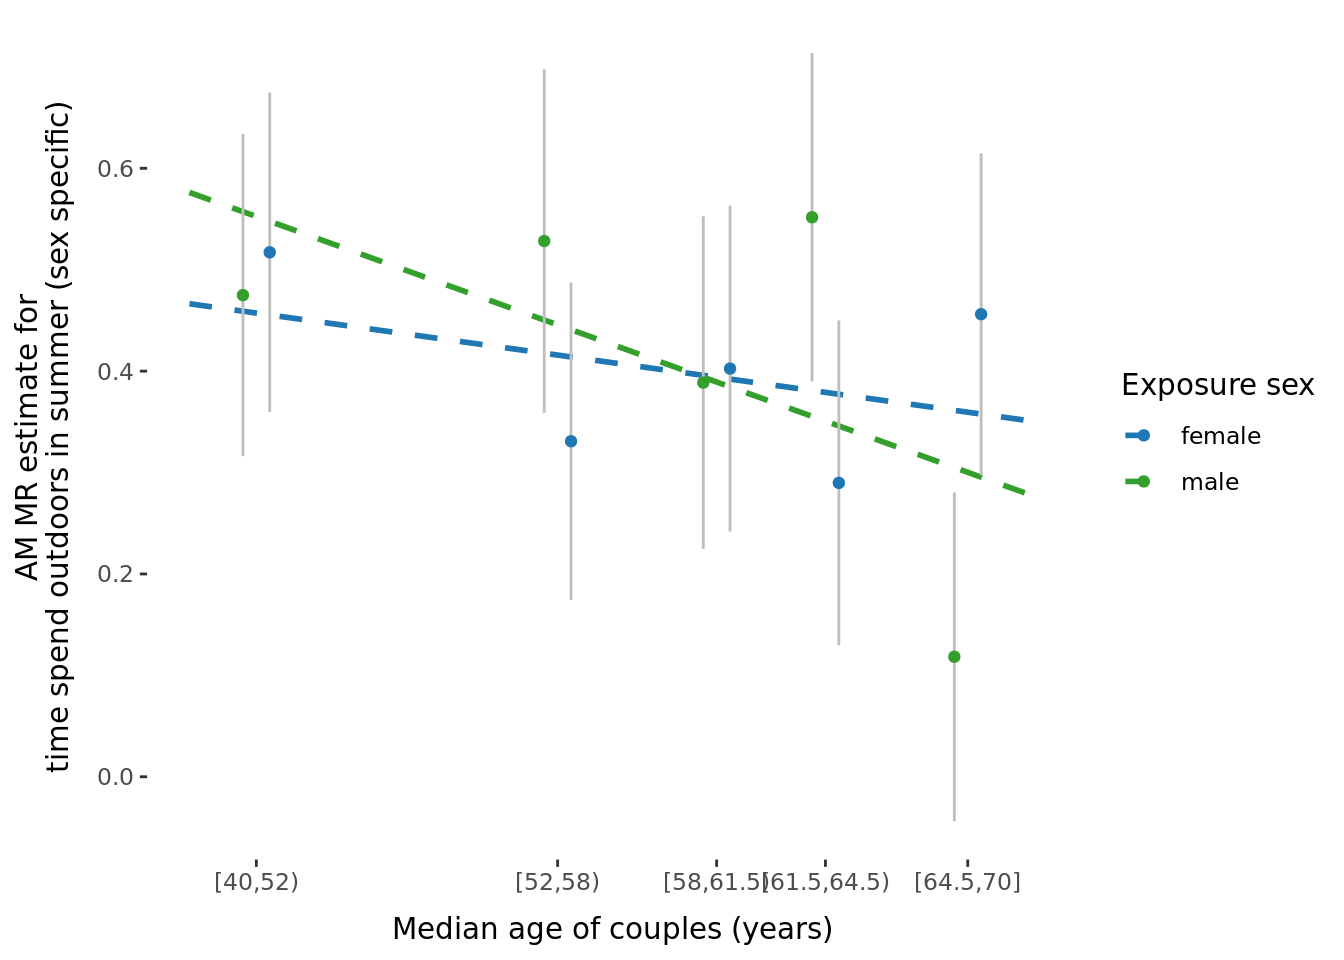 AM MR estimate for
time spend outdoors in summer (sex specific)
0.6
0.4
0.2
0.0
[40,52)
[52,58)
[58,61.5)
[61.5,64.5)
[64.5,70]
Median age of couples (years)
Exposure sex
female
male